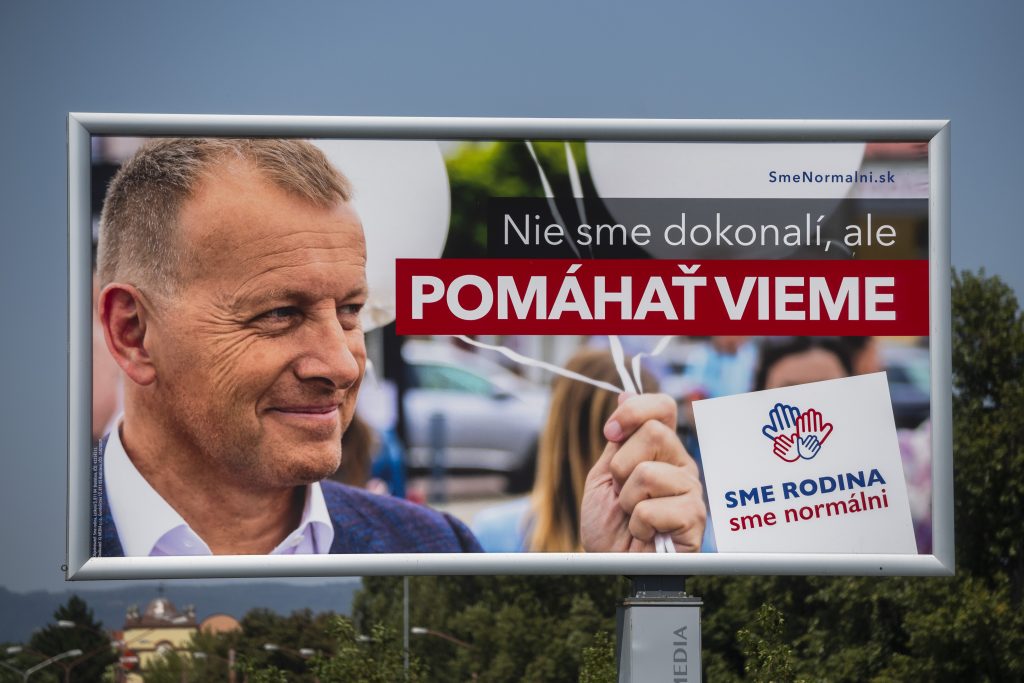 SmeNormalni.sk
Nie sme dokonalí, ale
POMÁHAŤ VIEME
SME RODINA
sme normálni
MEDIA